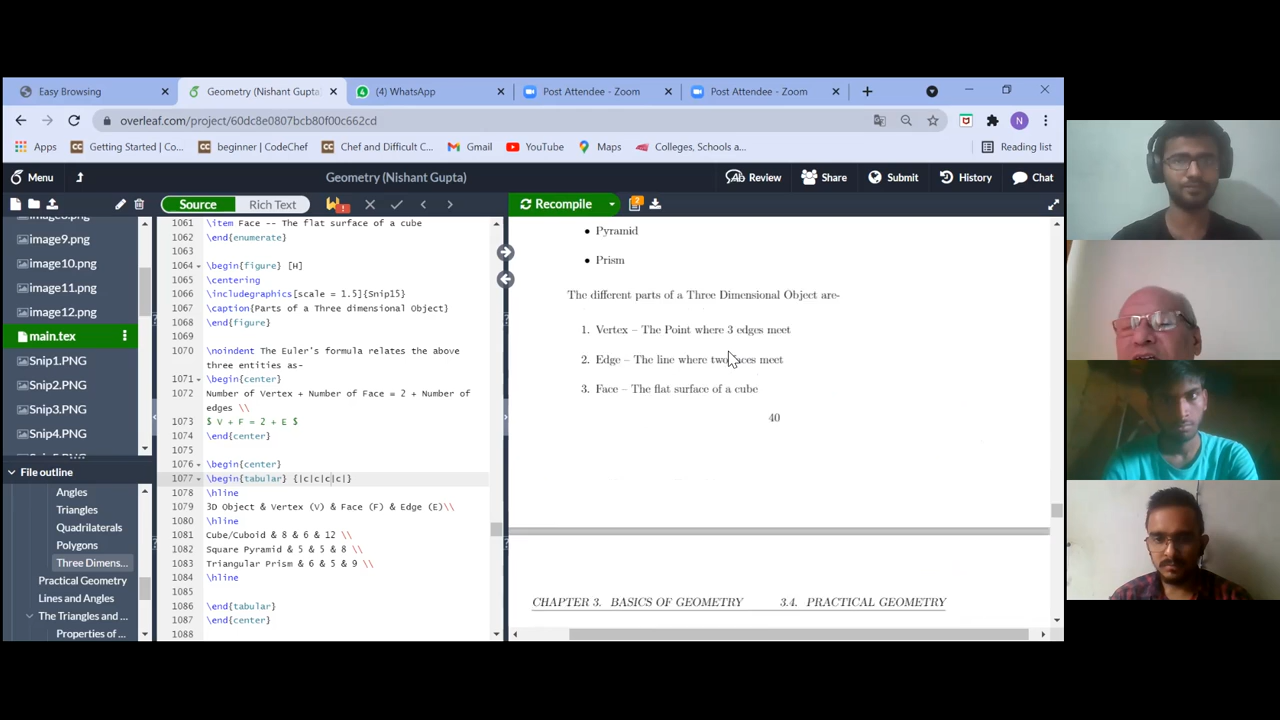 Easy Browsing
Geometry (Nishant Gupta)
(4) WhatsApp
Post Attendee - Zoom
Post Attendee - Zoom
overleaf.com/project/60dc8e0807bcb80f00c662cd
N
Apps
Getting Started | Co...
beginner | CodeChef
Chef and Difficult C...
Gmail
YouTube
Maps
Colleges, Schools a...
Reading list
Menu
Geometry (Nishant Gupta)
Review
Share
Submit
History
Chat
Source
Rich Text
Recompile
2
image9.png
image10.png
image11.png
image12.png
main.tex
Snip1.PNG
Snip2.PNG
Snip3.PNG
Snip4.PNG
File outline
Angles
Triangles
Quadrilaterals
Polygons
Three Dimens...
Practical Geometry
Lines and Angles
The Triangles and ...
Properties of ...
1061 \item Face -- The flat surface of a cube
1062 \end{enumerate}
1063
1064 \begin{figure} [H]
1065 \centering
1066 \includegraphics[scale = 1.5]{Snip15}
1067 \caption{Parts of a Three dimensional Object}
1068 \end{figure}
1069
1070 \noindent The Euler's formula relates the above
three entities as-
1071 \begin{center}
1072 Number of Vertex + Number of Face = 2 + Number of
edges \\
1073 $ V + F = 2 + E $
1074 \end{center}
1075
1076 \begin{center}
1077 \begin{tabular} {|c|c|c|c|}
1078 \hline
1079 3D Object & Vertex (V) & Face (F) & Edge (E)\\
1080 \hline
1081 Cube/Cuboid & 8 & 6 & 12 \\
1082 Square Pyramid & 5 & 5 & 8 \\
1083 Triangular Prism & 6 & 5 & 9 \\
1084 \hline
1085
1086 \end{tabular}
1087 \end{center}
1088
• Pyramid
• Prism
The different parts of a Three Dimensional Object are-
1. Vertex – The Point where 3 edges meet
2. Edge – The line where two faces meet
3. Face – The flat surface of a cube
40
CHAPTER 3. BASICS OF GEOMETRY
3.4. PRACTICAL GEOMETRY